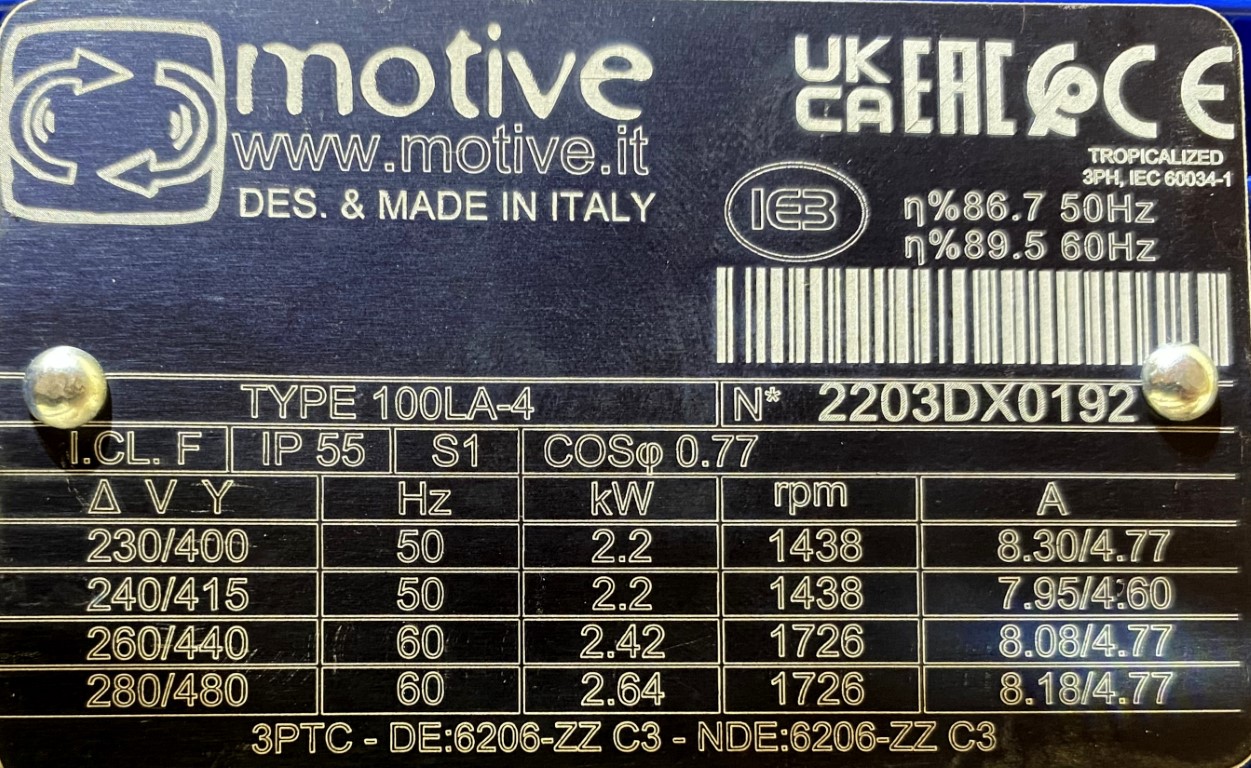 motive
www.motive.it
DES. & MADE IN ITALY
UK CA EAC CE
TROPICALIZED
3PH, IEC 60034-1
IE3
η%86.7 50Hz
η%89.5 60Hz
TYPE 100LA-4 N* 2203DX0192
I.CL. F IP 55 S1 COSφ 0.77
Δ V Y Hz kW rpm A
230/400 50 2.2 1438 8.30/4.77
240/415 50 2.2 1438 7.95/4.60
260/440 60 2.42 1726 8.08/4.77
280/480 60 2.64 1726 8.18/4.77
3PTC - DE:6206-ZZ C3 - NDE:6206-ZZ C3